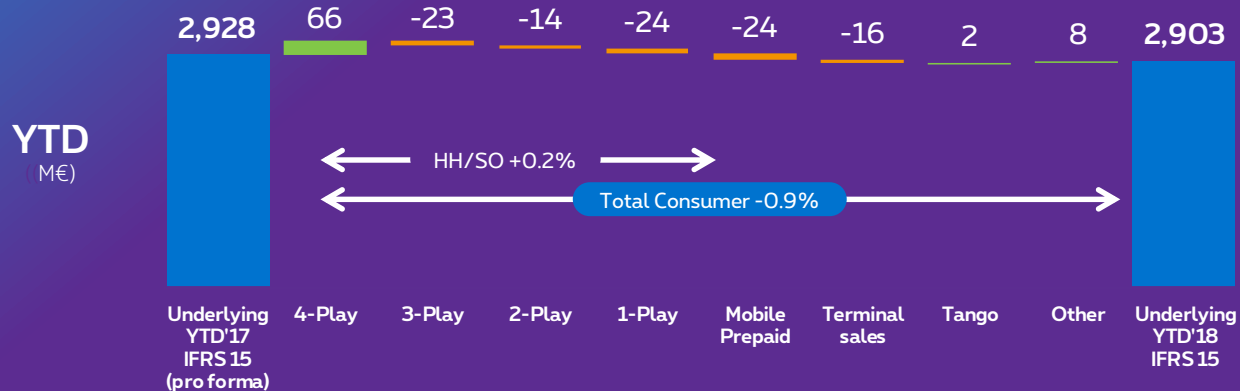 2,928 66 -23 -14 -24 -24 -16 2 8 2,903
YTD
(M€)
HH/SO +0.2%
Total Consumer -0.9%
Underlying YTD'17 IFRS 15 (pro forma)
4-Play
3-Play
2-Play
1-Play
Mobile Prepaid
Terminal sales
Tango
Other
Underlying YTD'18 IFRS 15